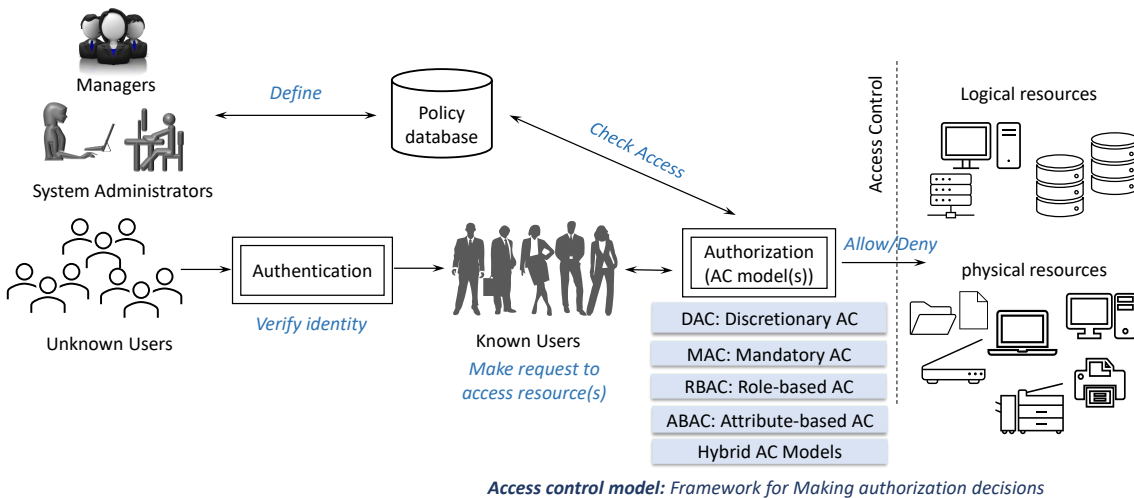 Managers
Define
Policy
database
System Administrators
Check Access
Access Control
Logical resources
Unknown Users
Authentication
Verify identity
Known Users
Make request to
access resource(s)
Authorization
(AC model(s))
Allow/Deny
physical resources
DAC: Discretionary AC
MAC: Mandatory AC
RBAC: Role-based AC
ABAC: Attribute-based AC
Hybrid AC Models
Access control model: Framework for Making authorization decisions